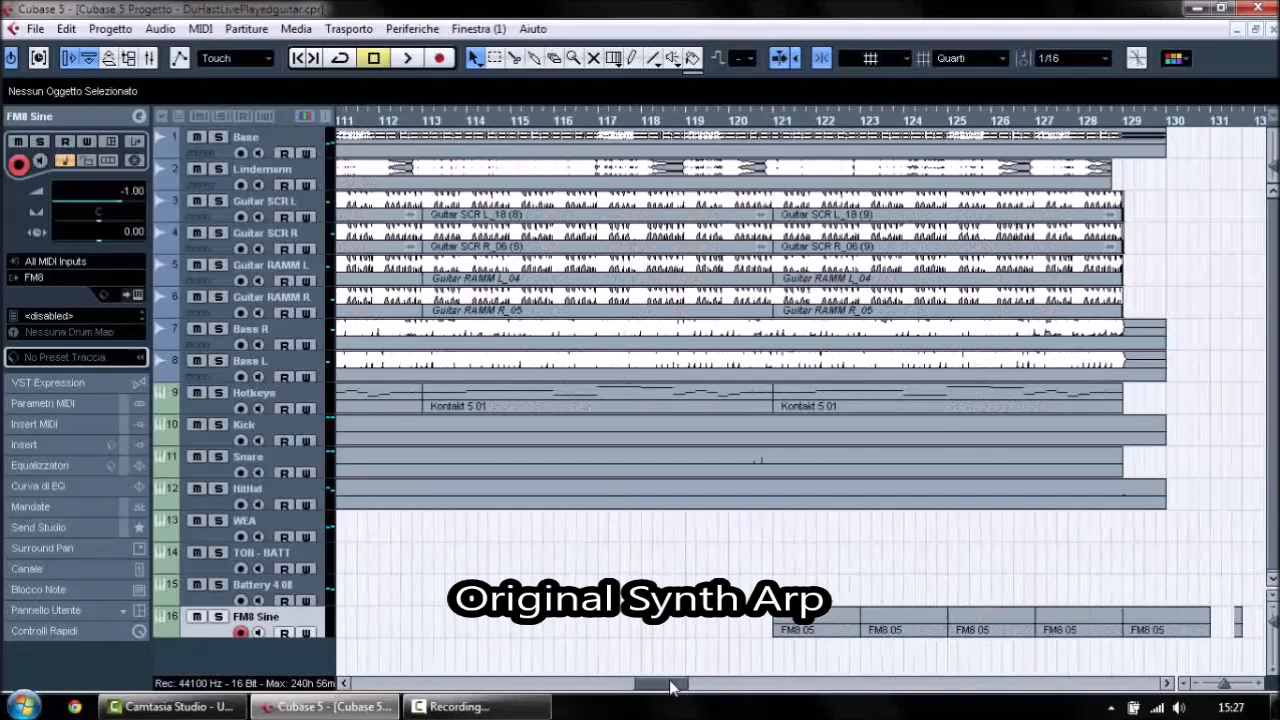 Cubase 5 - [Cubase 5 Progetto - DuHastLivePlayedguitar.cpr]
File Edit Progetto Audio MIDI Partiture Media Trasporto Periferiche Finestra (1) Aiuto
Touch Quarti 1/16
Nessun Oggetto Selezionato
FM8 Sine
111 112 113 114 115 116 117 118 119 120 121 122 123 124 125 126 127 128 129 130 131 132 13
-1.00
C
0.00
All MIDI Inputs
FM8
<disabled>
Nessuna Drum Map
No Preset Traccia
VST Expression
Parametri MIDI
Insert MIDI
Insert
Equalizzatori
Curva di EQ.
Mandate
Send Studio
Surround Pan
Canale
Blocco Note
Pannello Utente
Controlli Rapidi
1 M S Base
stereo R W
2 M S Lindemann
stereo R W
3 M S Guitar SCR L
mono R W
Guitar SCR L_18 (8) Guitar SCR L_18 (9)
4 M S Guitar SCR R
mono R W
Guitar SCR R_06 (8) Guitar SCR R_06 (9)
5 M S Guitar RAMM L
mono R W
Guitar RAMM L_04 Guitar RAMM L_04
6 M S Guitar RAMM R
mono R W
Guitar RAMM R_05 Guitar RAMM R_05
7 M S Bass R
mono R W
8 M S Bass L
mono R W
9 M S Hotkeys
R W
Kontakt 5 01 Kontakt 5 01
10 M S Kick
R W
11 M S Snare
R W
12 M S HitHat
R W
13 M S WEA
R W
14 M S TON - BATT
R W
15 M S Battery 4 08
R W
16 M S FM8 Sine
R W
FM8 05 FM8 05 FM8 05 FM8 05 FM8 05
Original Synth Arp
Rec: 44100 Hz - 16 Bit - Max: 240h 56m
Camtasia Studio - U... Cubase 5 - [Cubase 5... Recording... 15:27